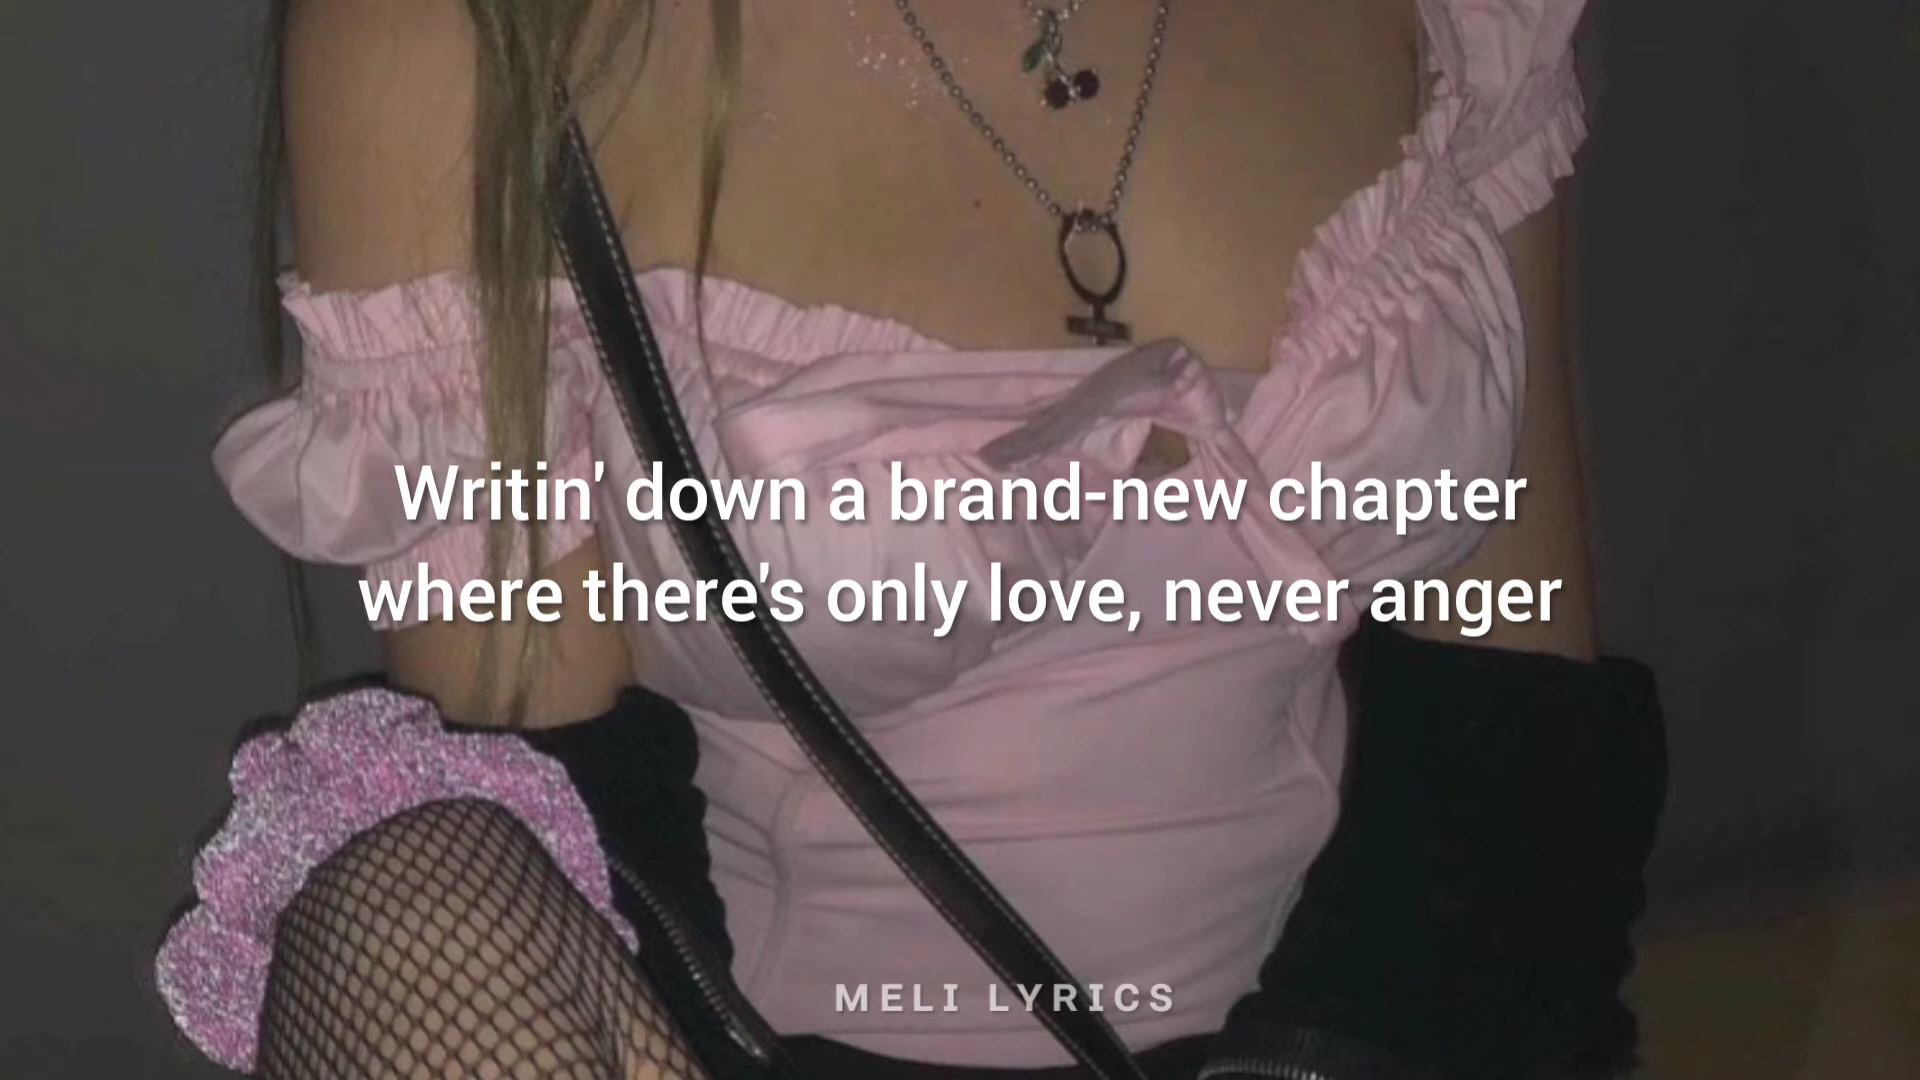 Writin' down a brand-new chapter
where there's only love, never anger
MELI LYRICS